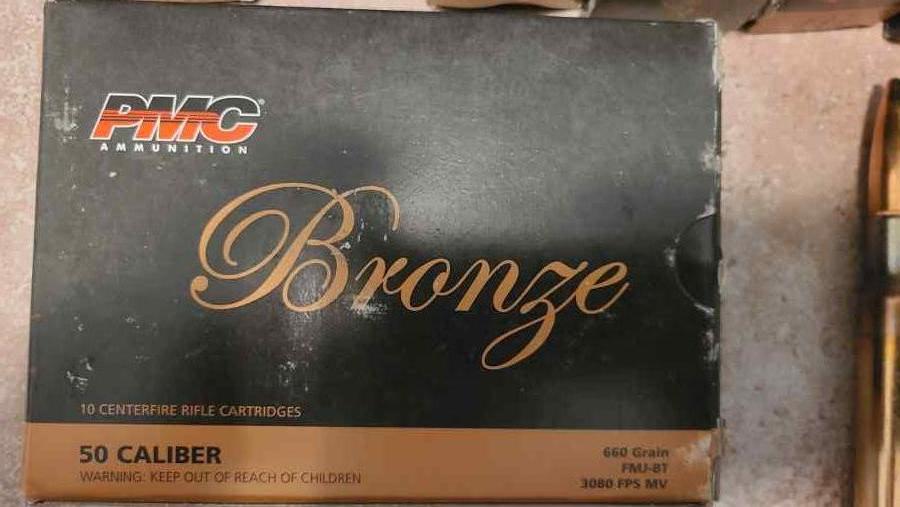 PMC
AMMUNITION
Bronze
10 CENTERFIRE RIFLE CARTRIDGES
50 CALIBER
WARNING: KEEP OUT OF REACH OF CHILDREN
660 Grain
FMJ-BT
3080 FPS MV